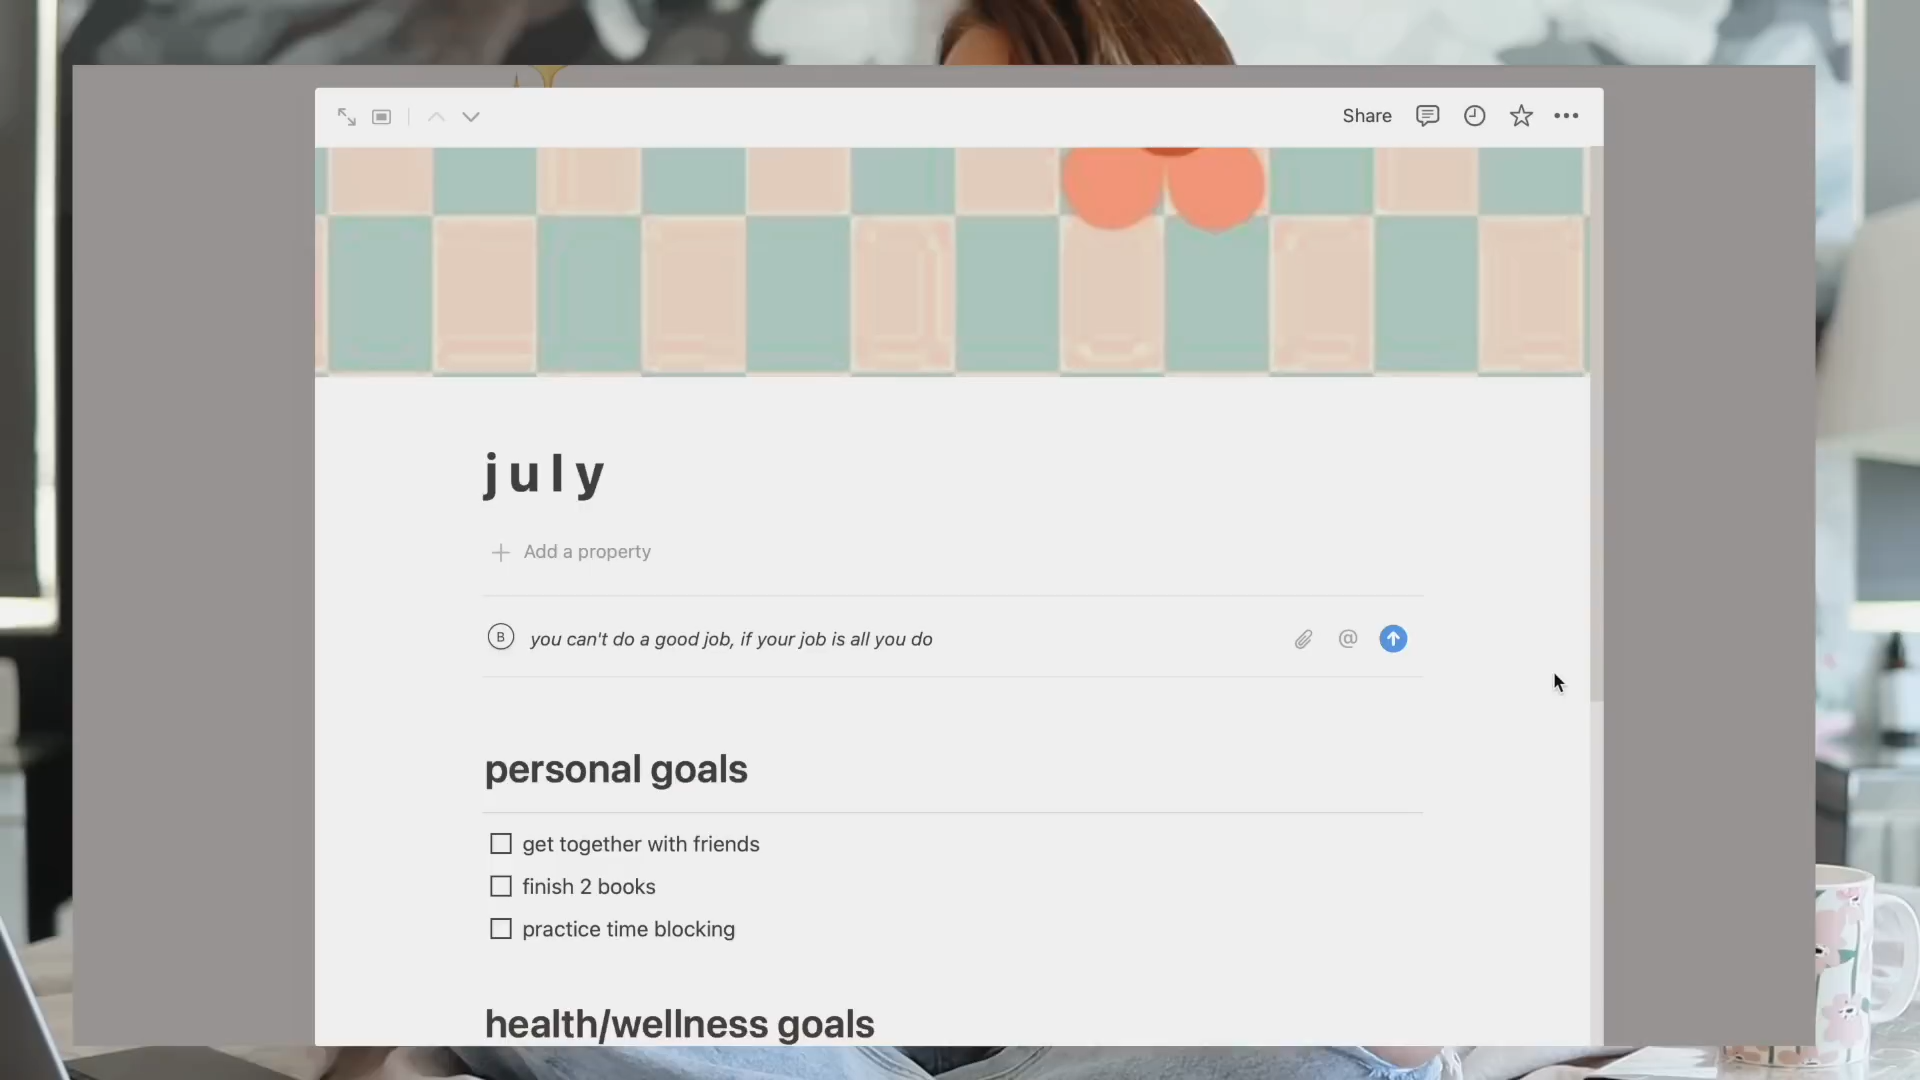 Share
july
Add a property
B you can't do a good job, if your job is all you do
personal goals
get together with friends
finish 2 books
practice time blocking
health/wellness goals